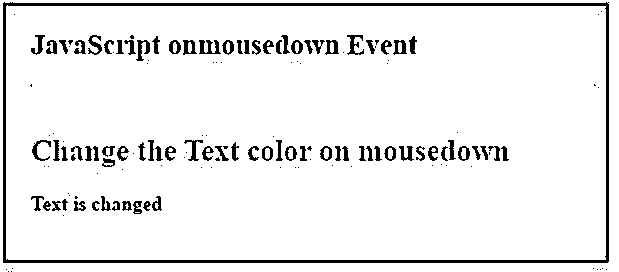 JavaScript onmousedown Event
Change the Text color on mousedown
Text is changed